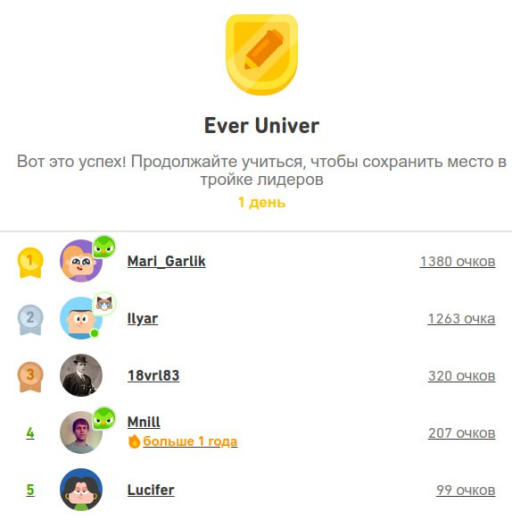 Ever Univer
Вот это успех! Продолжайте учиться, чтобы сохранить место в
тройке лидеров
1 день
1 Mari_Garlik 1380 очков
2 Ilyar 1263 очка
3 18vrl83 320 очков
4 Mnill 207 очков
больше 1 года
5 Lucifer 99 очков